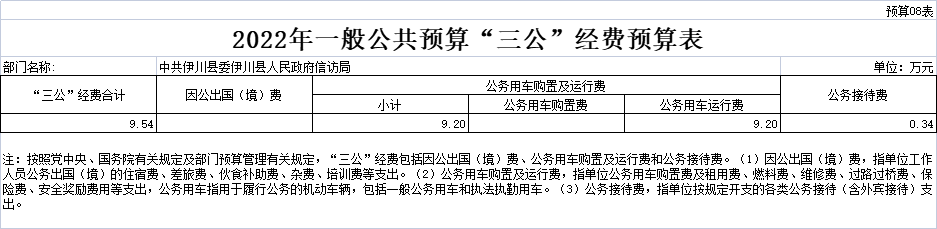 预算08表
2022年一般公共预算“三公”经费预算表
部门名称: 中共伊川县委伊川县人民政府信访局 单位：万元
“三公”经费合计 因公出国（境）费 公务用车购置及运行费 公务接待费
小计 公务用车购置费 公务用车运行费
9.54 9.20 9.20 0.34
注：按照党中央、国务院有关规定及部门预算管理有关规定，“三公”经费包括因公出国（境）费、公务用车购置及运行费和公务接待费。（1）因公出国（境）费，指单位工作
人员公务出国（境）的住宿费、差旅费、伙食补助费、杂费、培训费等支出。（2）公务用车购置及运行费，指单位公务用车购置费及租用费、燃料费、维修费、过路过桥费、保
险费、安全奖励费用等支出，公务用车指用于履行公务的机动车辆，包括一般公务用车和执法执勤用车。（3）公务接待费，指单位按规定开支的各类公务接待（含外宾接待）支
出。